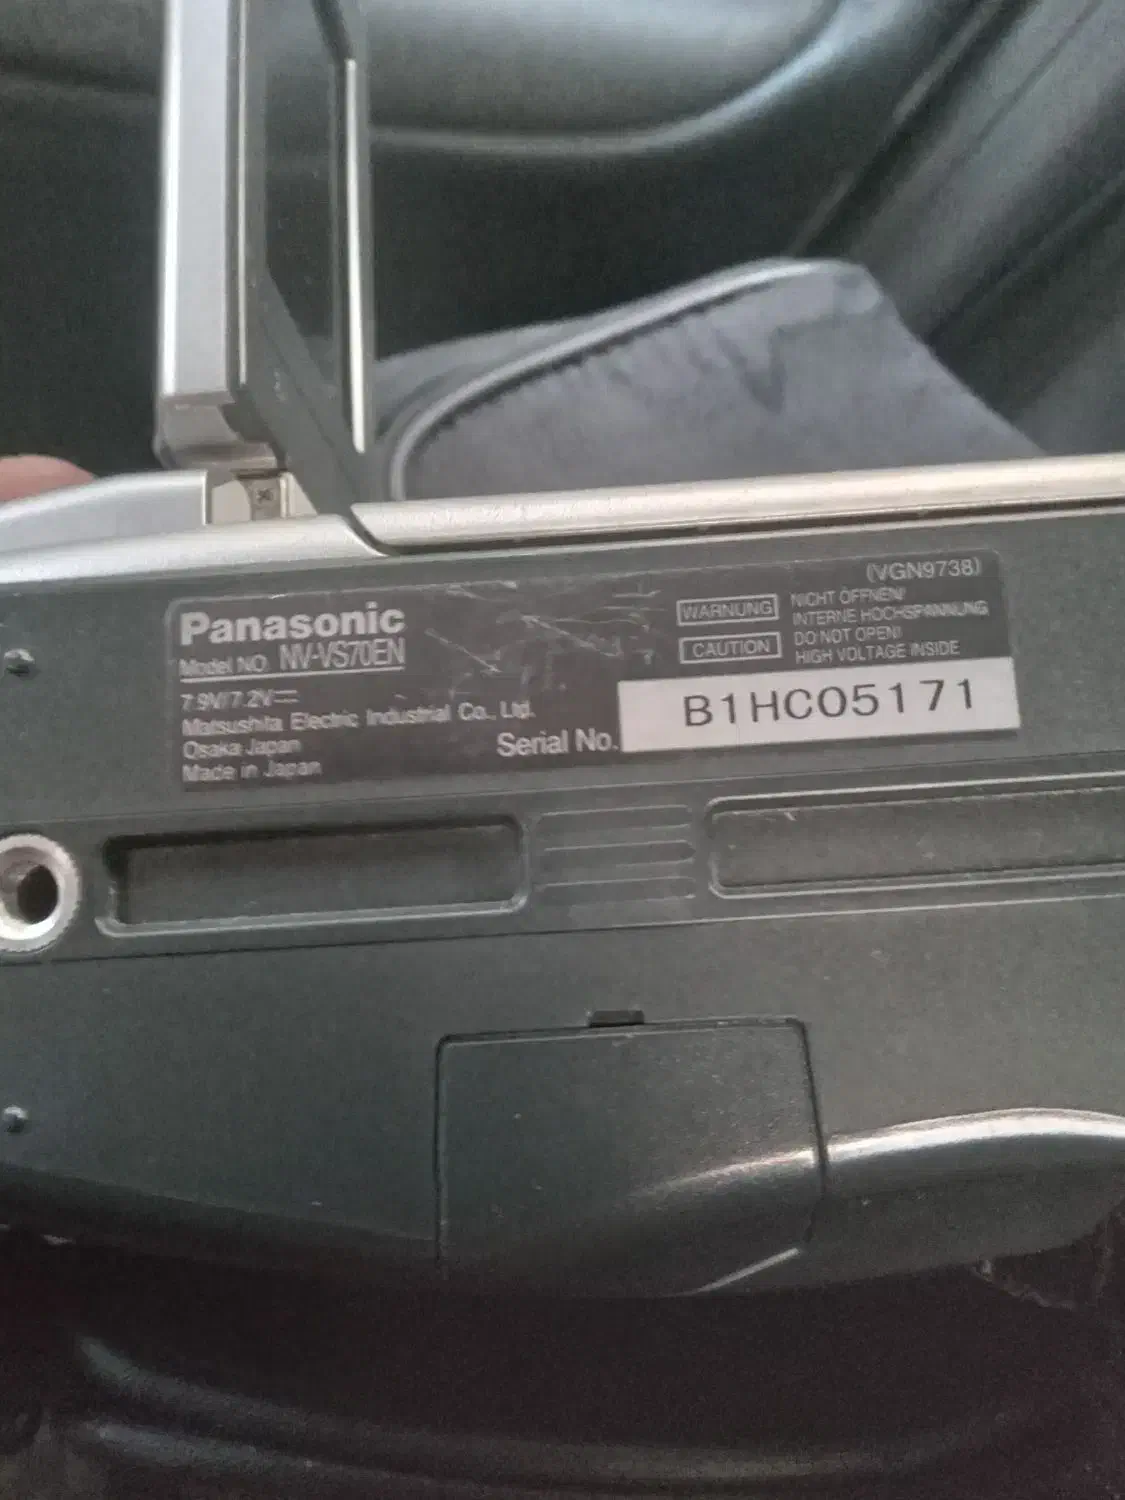 Panasonic
Model NO. NV-VS70EN
7.9V/7.2V⎓
Matsushita Electric Industrial Co., Ltd.
Osaka Japan
Made in Japan
Serial No.
B1HC05171
(VGN9738)
WARNUNG
NICHT ÖFFNEN!
INTERNE HOCHSPANNUNG
CAUTION
DO NOT OPEN!
HIGH VOLTAGE INSIDE